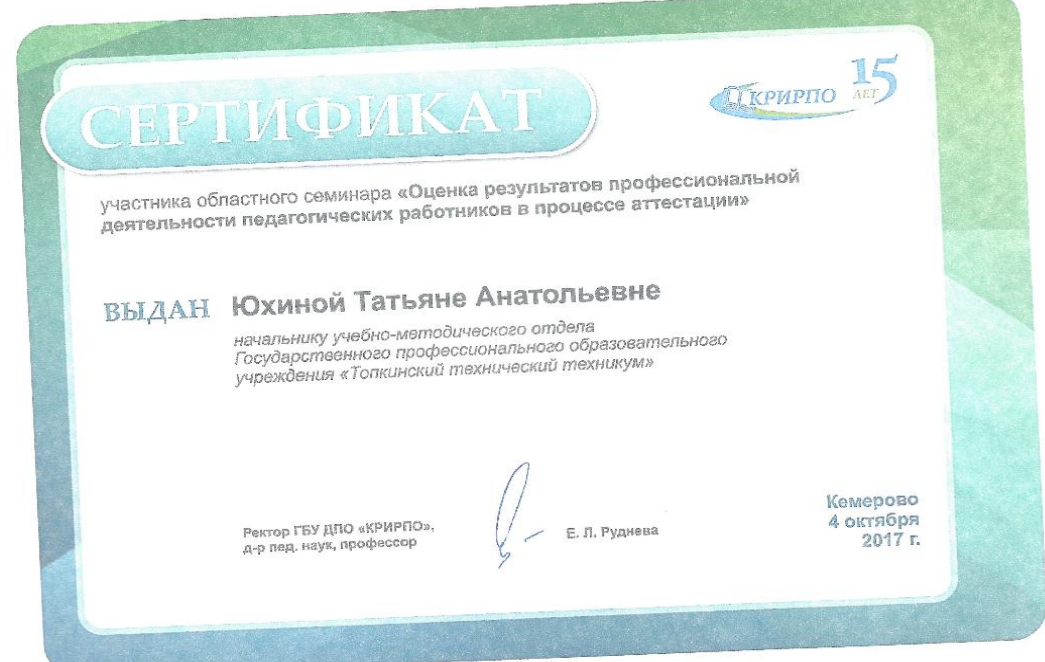 СЕРТИФИКАТ
КРИРПО
15
ЛЕТ
участника областного семинара «Оценка результатов профессиональной
деятельности педагогических работников в процессе аттестации»
ВЫДАН Юхиной Татьяне Анатольевне
начальнику учебно-методического отдела
Государственного профессионального образовательного
учреждения «Топкинский технический техникум»
Ректор ГБУ ДПО «КРИРПО»,
д-р пед. наук, профессор
Е. Л. Руднева
Кемерово
4 октября
2017 г.